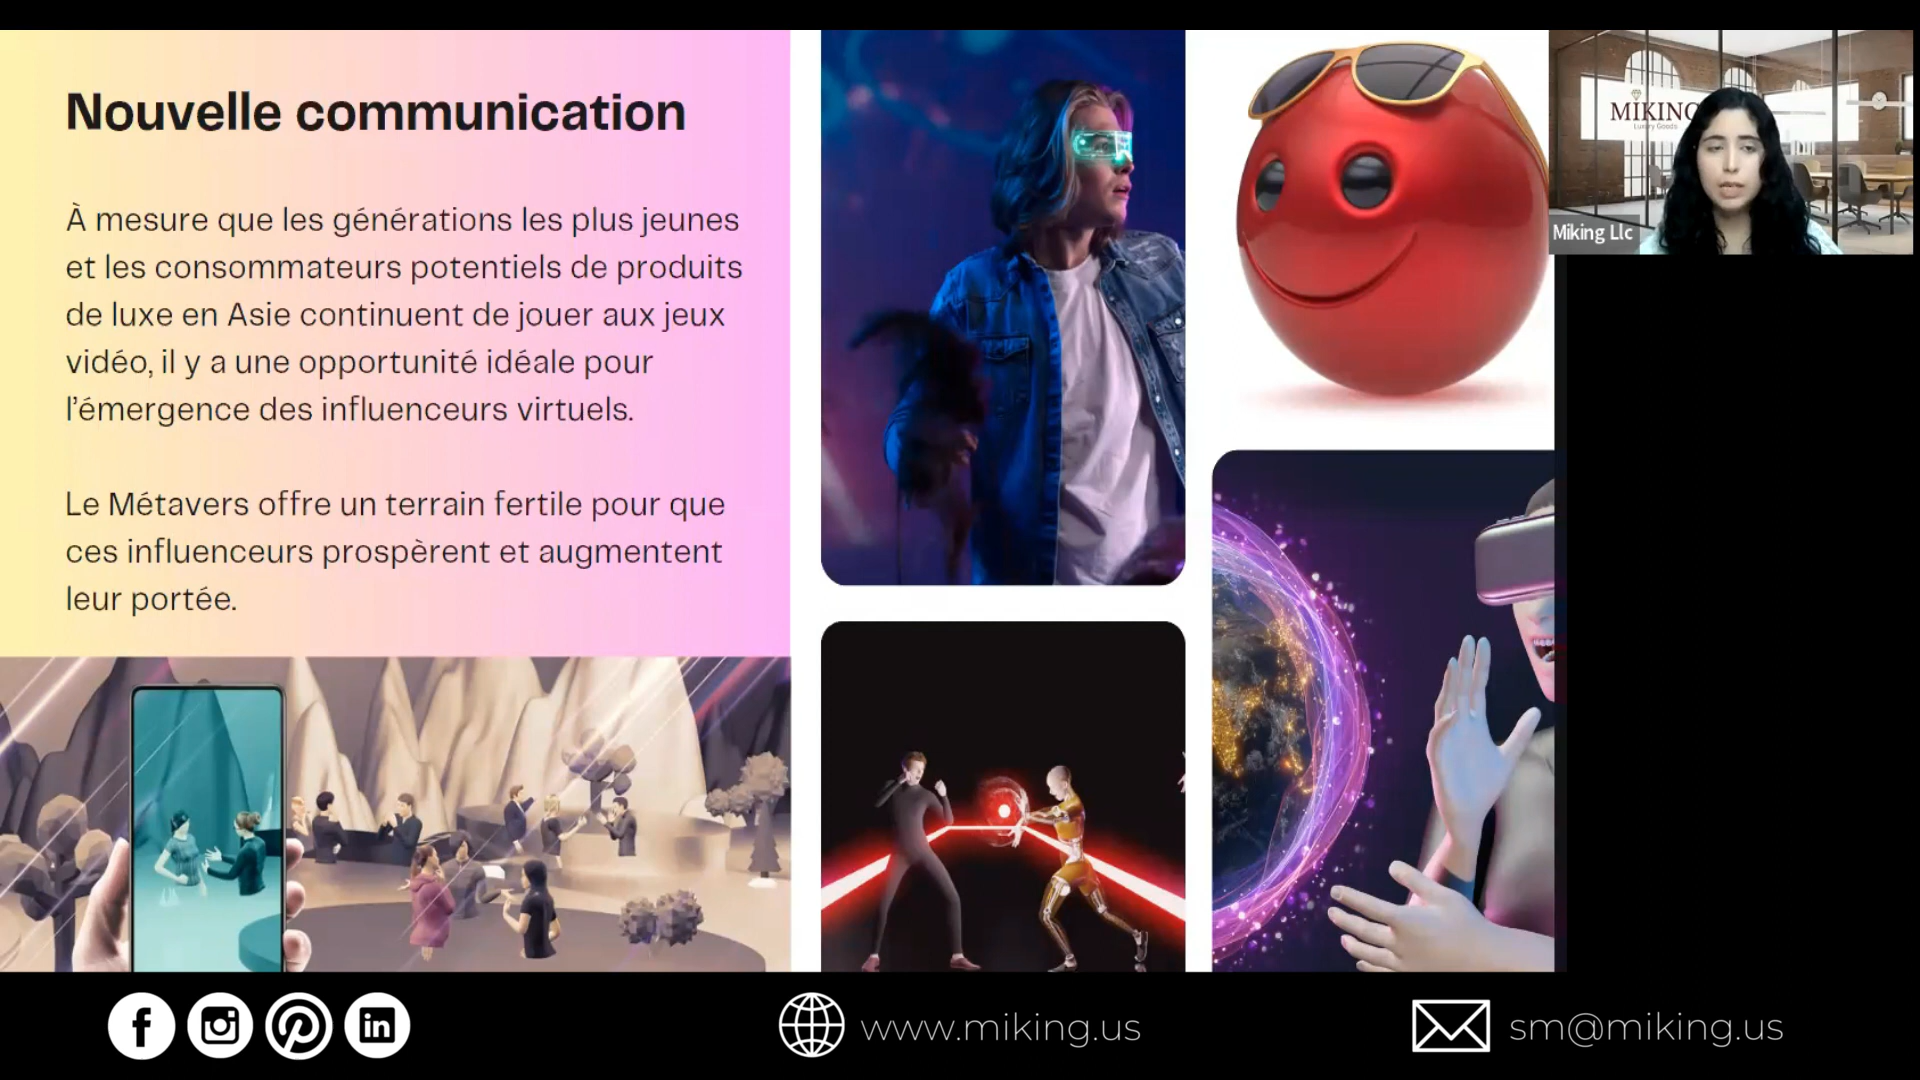 Nouvelle communication
À mesure que les générations les plus jeunes
et les consommateurs potentiels de produits
de luxe en Asie continuent de jouer aux jeux
vidéo, il y a une opportunité idéale pour
l'émergence des influenceurs virtuels.
Le Métavers offre un terrain fertile pour que
ces influenceurs prospèrent et augmentent
leur portée.
MIKING
Luxury Goods
Miking Llc
www.miking.us
sm@miking.us